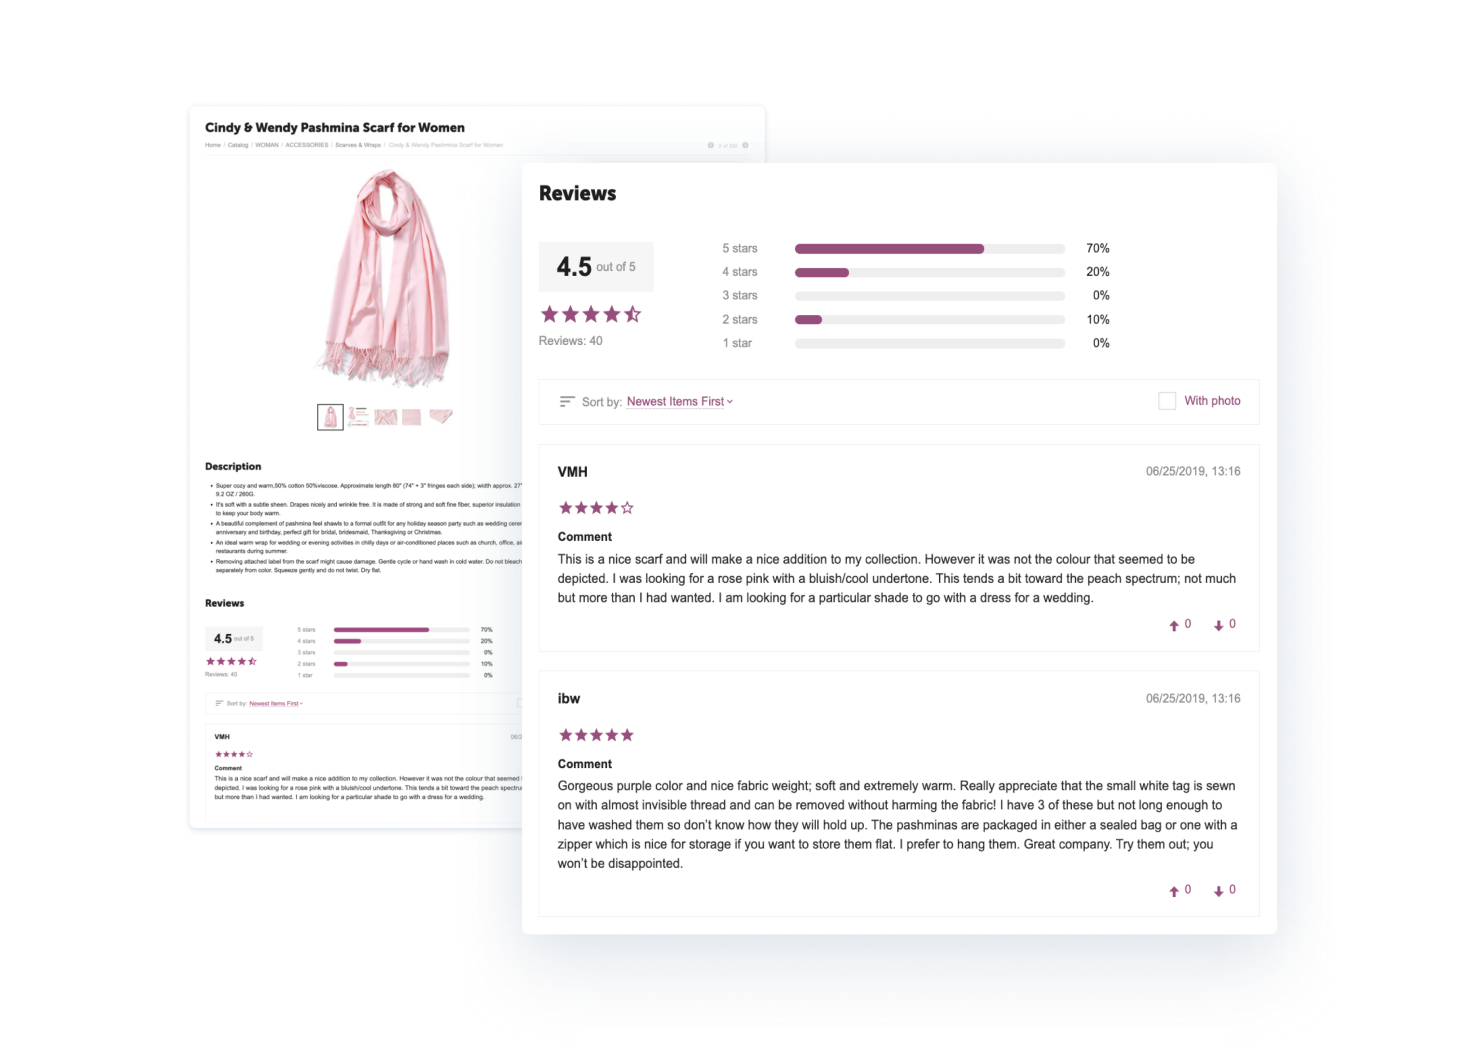 Cindy & Wendy Pashmina Scarf for Women
Home / Catalog / WOMAN / ACCESSORIES / Scarves & Wraps / Cindy & Wendy Pashmina Scarf for Women
Description
• Super cozy and warm,50% cotton 50%viscose. Approximate length 80" (74" + 3" fringes each side); width approx. 27"
9.2 OZ / 260G.
• It's soft with a subtle sheen. Drapes nicely and wrinkle free. It is made of strong and soft fine fiber, superior insulation
to keep your body warm.
• A beautiful complement of pashmina feel shawls to a formal outfit for any holiday season party such as wedding
anniversary and birthday, perfect gift for bridal, bridesmaid, Thanksgiving or Christmas.
• An ideal warm wrap for wedding or evening activities in chilly days or air-conditioned places such as church, office,
restaurants during summer.
• Removing attached label from the scarf might cause damage. Gentle cycle or hand wash in cold water. Do not bleach
separately from color. Squeeze gently and do not twist. Dry flat.
Reviews
4.5 out of 5
Reviews: 40
5 stars 70%
4 stars 20%
3 stars 0%
2 stars 10%
1 star 0%
Sort by: Newest Items First
VMH 06/2
Comment
This is a nice scarf and will make a nice addition to my collection. However it was not the colour that seemed
depicted. I was looking for a rose pink with a bluish/cool undertone. This tends a bit toward the peach
but more than I had wanted. I am looking for a particular shade to go with a dress for a wedding.
Reviews
4.5 out of 5
Reviews: 40
5 stars 70%
4 stars 20%
3 stars 0%
2 stars 10%
1 star 0%
Sort by: Newest Items First With photo
VMH 06/25/2019, 13:16
Comment
This is a nice scarf and will make a nice addition to my collection. However it was not the colour that seemed to be
depicted. I was looking for a rose pink with a bluish/cool undertone. This tends a bit toward the peach spectrum; not much
but more than I had wanted. I am looking for a particular shade to go with a dress for a wedding.
0 0
ibw 06/25/2019, 13:16
Comment
Gorgeous purple color and nice fabric weight; soft and extremely warm. Really appreciate that the small white tag is sewn
on with almost invisible thread and can be removed without harming the fabric! I have 3 of these but not long enough to
have washed them so don't know how they will hold up. The pashminas are packaged in either a sealed bag or one with a
zipper which is nice for storage if you want to store them flat. I prefer to hang them. Great company. Try them out; you
won't be disappointed.
0 0